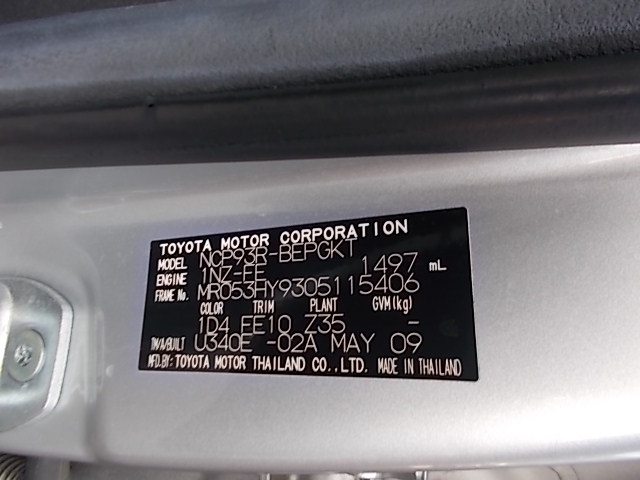 TOYOTA MOTOR CORPORATION
MODEL NCP93R-BEPGKT
ENGINE 1NZ-FE 1497 mL
FRAME No. MR053HY9305115406
COLOR TRIM PLANT GVM(kg)
1D4 FE10 Z35 -
T/M/A/BUILT U340E -02A MAY 09
MFD.BY: TOYOTA MOTOR THAILAND CO.,LTD. MADE IN THAILAND